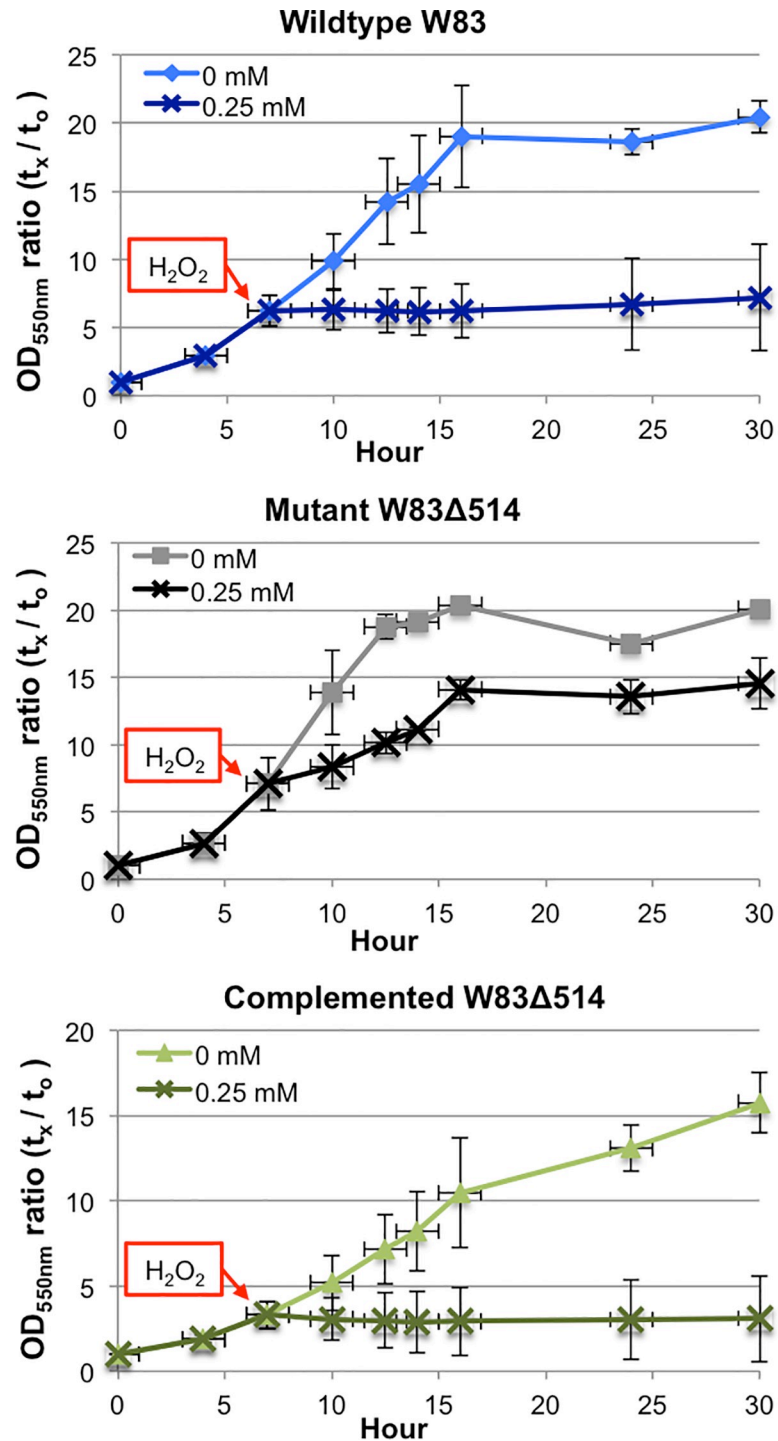 Wildtype W83
25
20
15
10
5
0
0 mM
0.25 mM
H₂O₂
OD₅₅₀ₙₘ ratio (tₓ / tₒ )
0 5 10 15 20 25 30
Hour
Mutant W83Δ514
25
20
15
10
5
0
0 mM
0.25 mM
H₂O₂
OD₅₅₀ₙₘ ratio (tₓ / tₒ )
0 5 10 15 20 25 30
Hour
Complemented W83Δ514
20
15
10
5
0
0 mM
0.25 mM
H₂O₂
OD₅₅₀ₙₘ ratio (tₓ / tₒ )
0 5 10 15 20 25 30
Hour